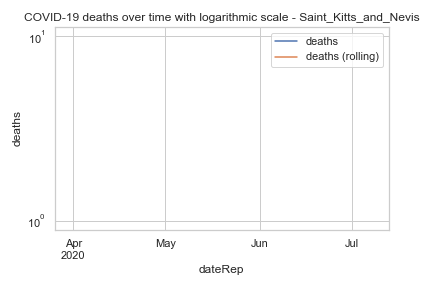 COVID-19 deaths over time with logarithmic scale - Saint_Kitts_and_Nevis
10¹
deaths
deaths (rolling)
deaths
10⁰
Apr
2020
May
Jun
Jul
dateRep